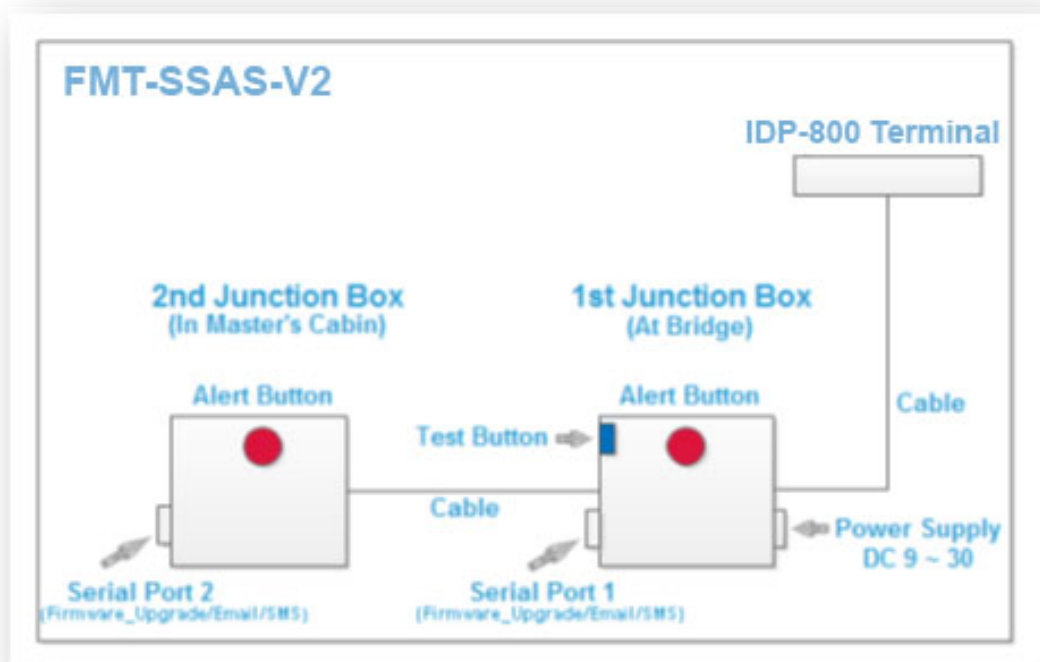 FMT-SSAS-V2
IDP-800 Terminal
2nd Junction Box
(In Master's Cabin)
1st Junction Box
(At Bridge)
Alert Button
Alert Button
Cable
Test Button
Cable
Power Supply
DC 9 ~ 30
Serial Port 2
(Firmware_Upgrade/Email/SMS)
Serial Port 1
(Firmware_Upgrade/Email/SMS)